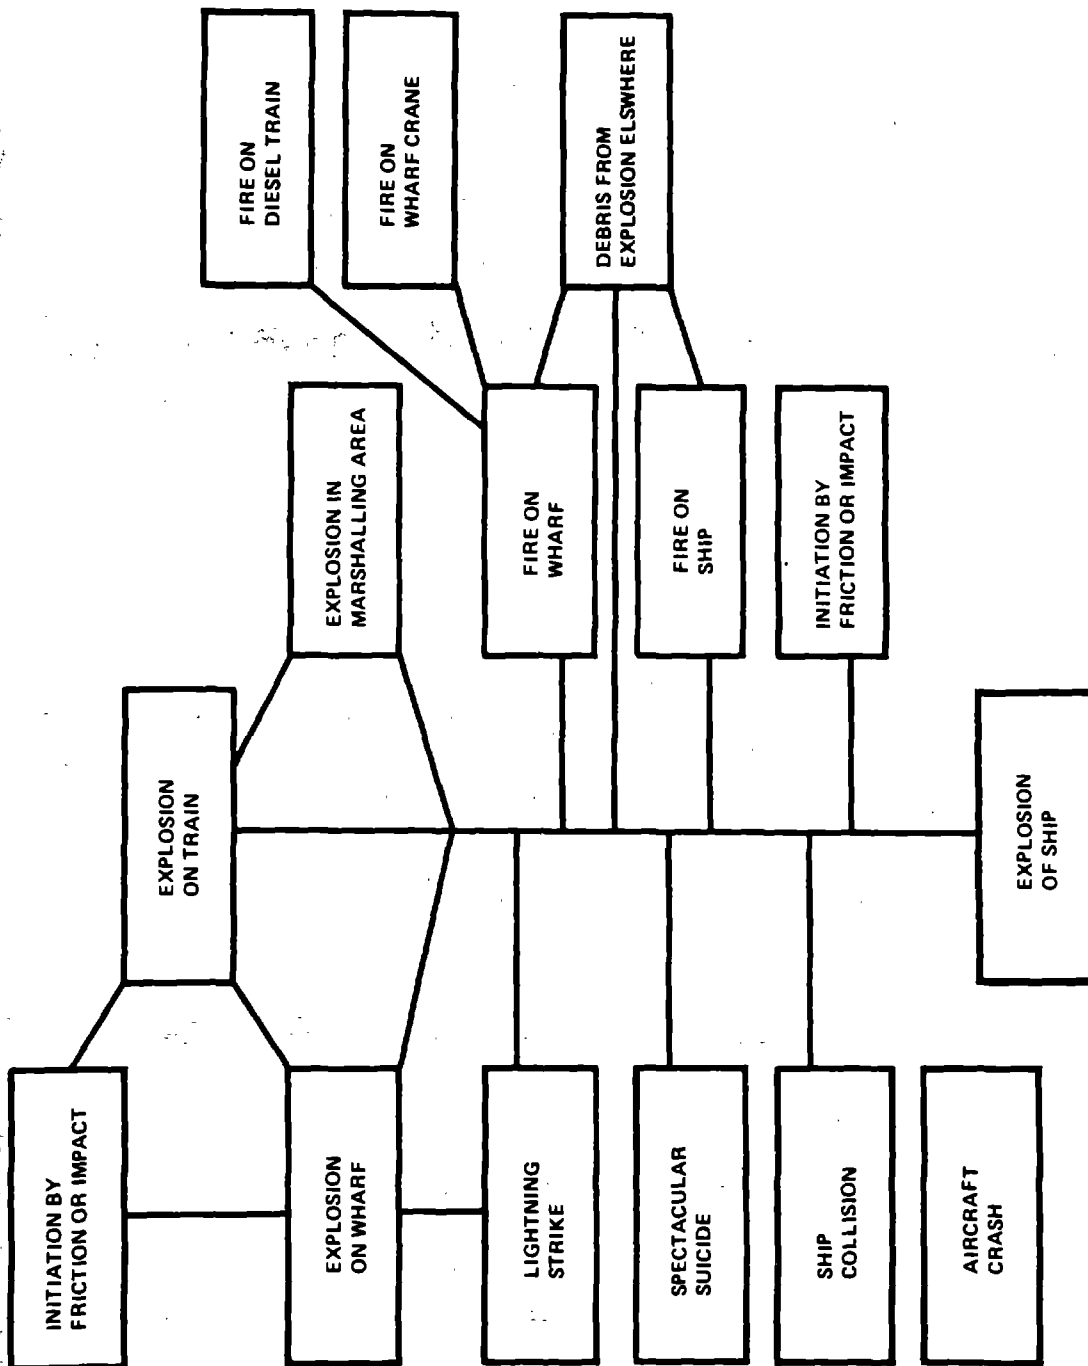 INITIATION BY
FRICTION OR IMPACT
EXPLOSION
ON TRAIN
FIRE ON
DIESEL TRAIN
EXPLOSION
ON WHARF
EXPLOSION IN
MARSHALLING AREA
FIRE ON
WHARF CRANE
LIGHTNING
STRIKE
FIRE ON
WHARF
DEBRIS FROM
EXPLOSION ELSWHERE
SPECTACULAR
SUICIDE
FIRE ON
SHIP
SHIP
COLLISION
INITIATION BY
FRICTION OR IMPACT
AIRCRAFT
CRASH
EXPLOSION
OF SHIP